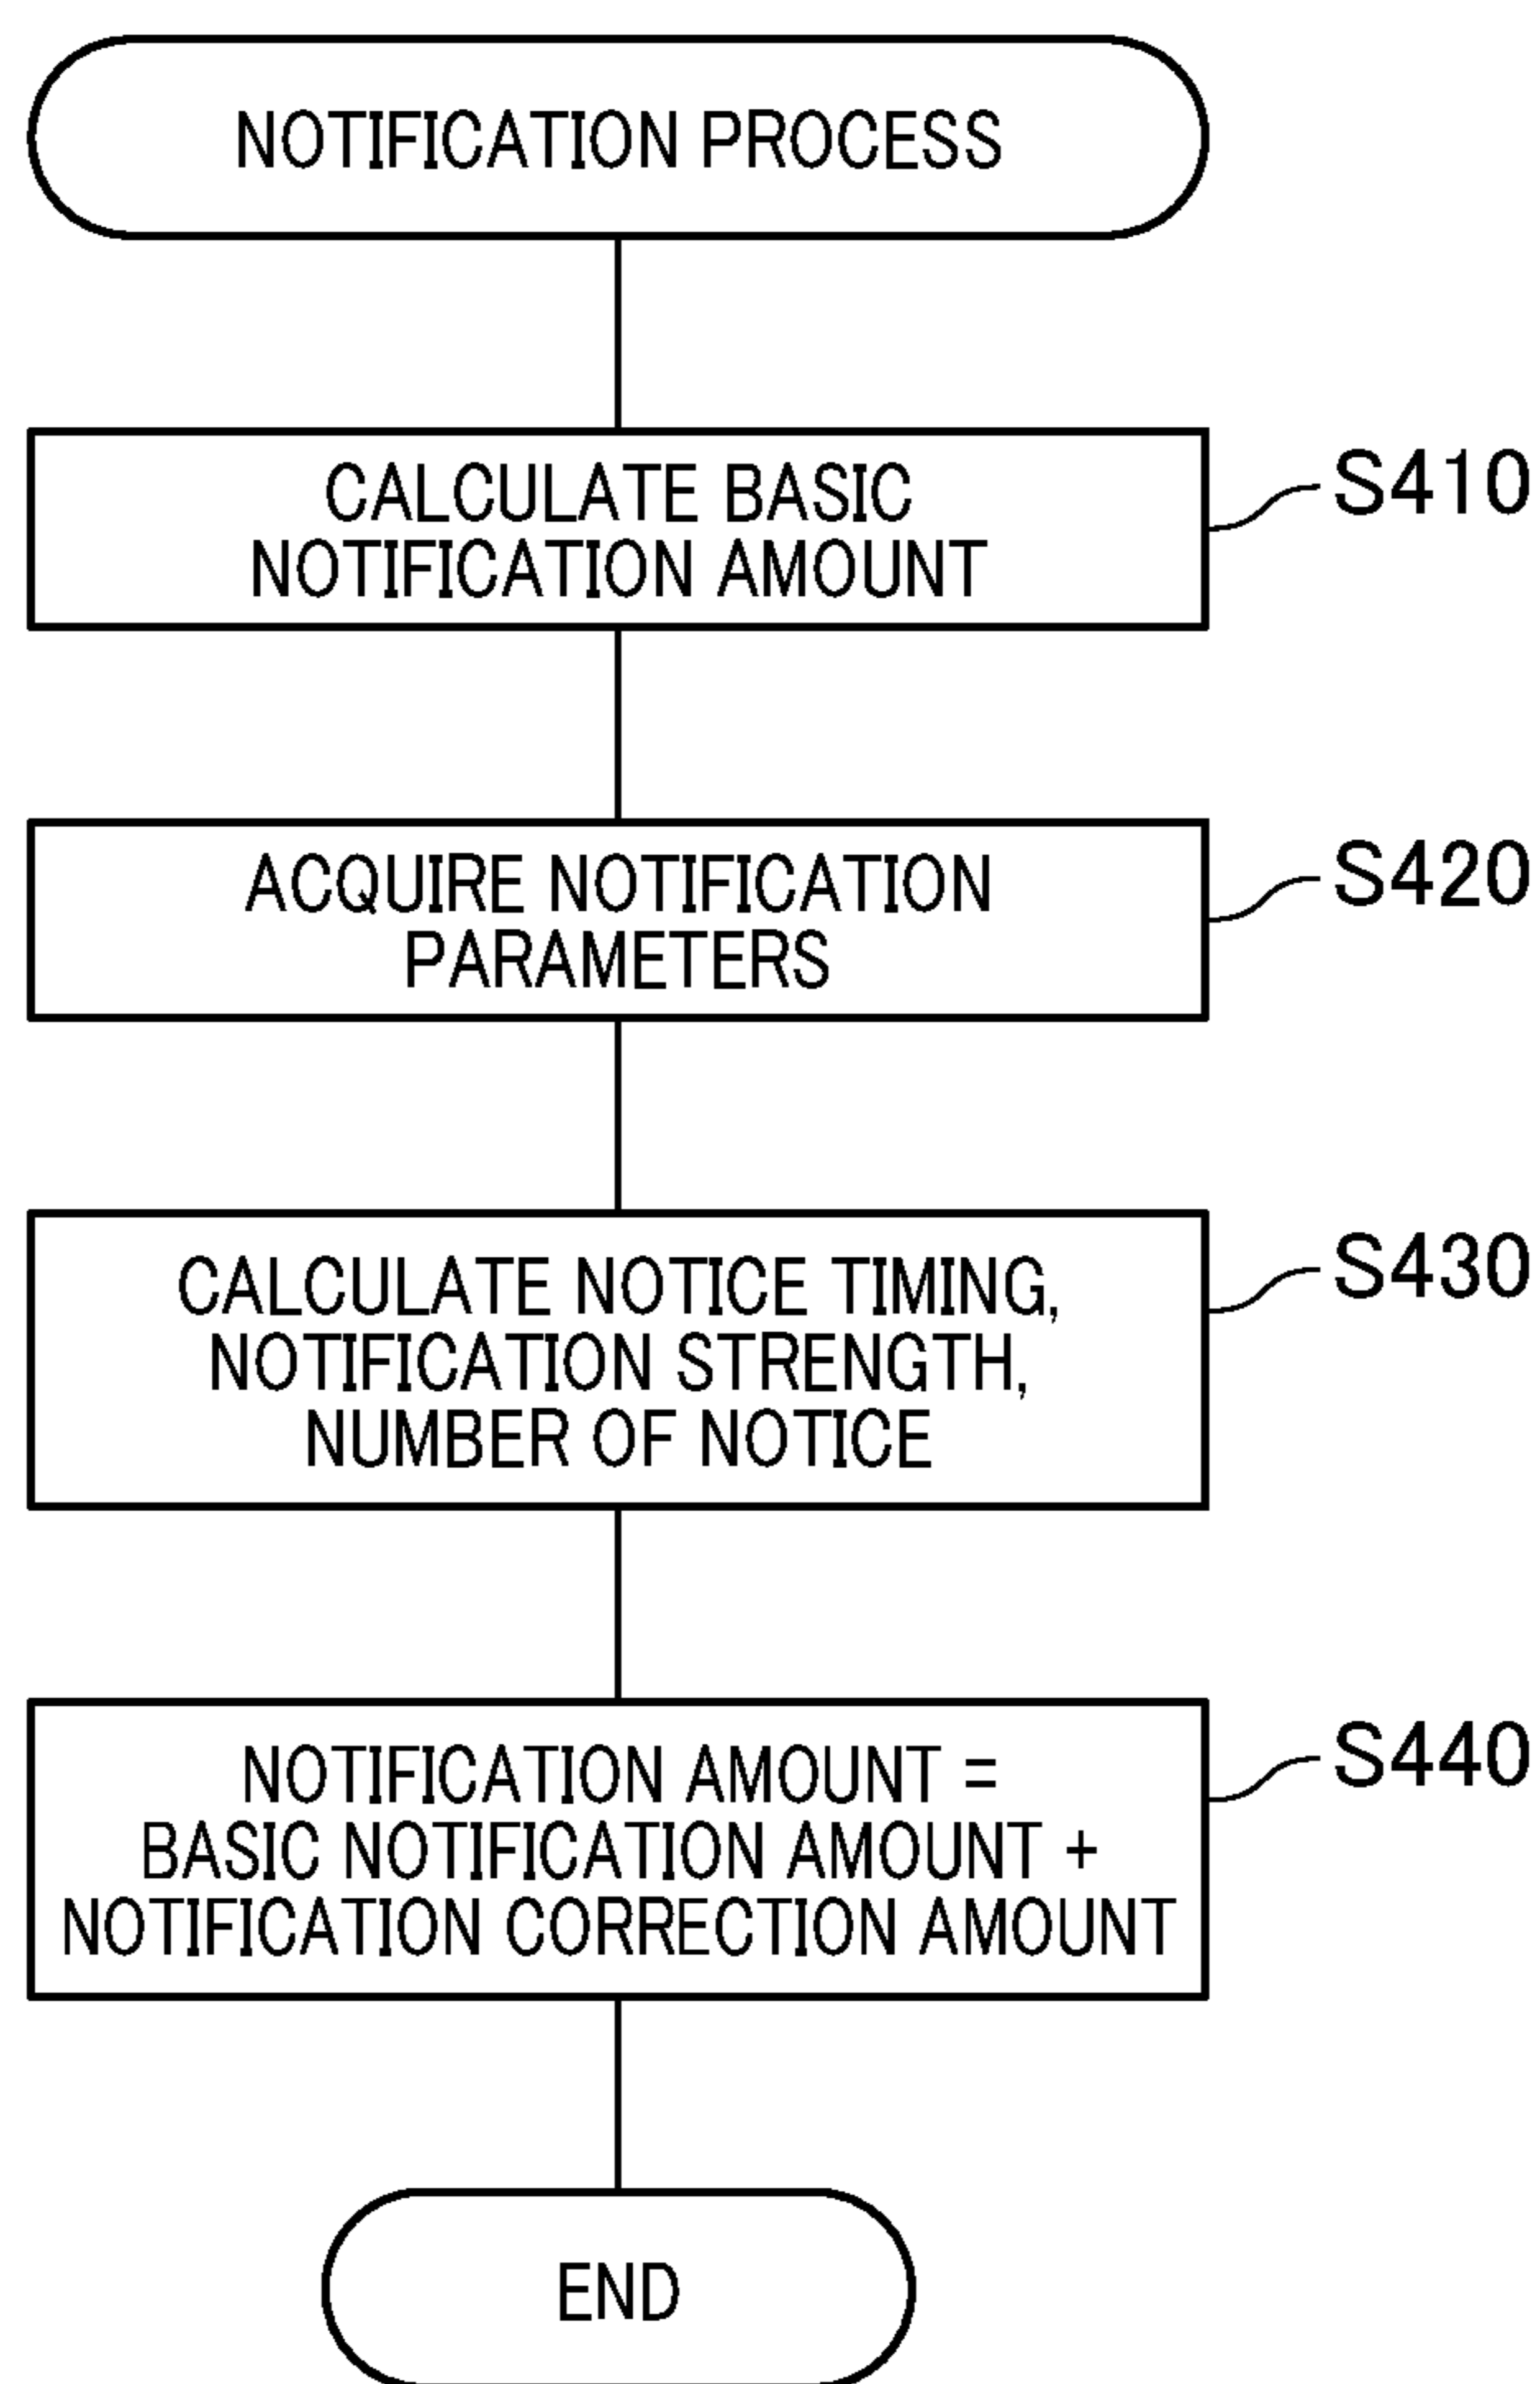 NOTIFICATION PROCESS
CALCULATE BASIC
NOTIFICATION AMOUNT
S410
ACQUIRE NOTIFICATION
PARAMETERS
S420
CALCULATE NOTICE TIMING,
NOTIFICATION STRENGTH,
NUMBER OF NOTICE
S430
NOTIFICATION AMOUNT =
BASIC NOTIFICATION AMOUNT +
NOTIFICATION CORRECTION AMOUNT
S440
END